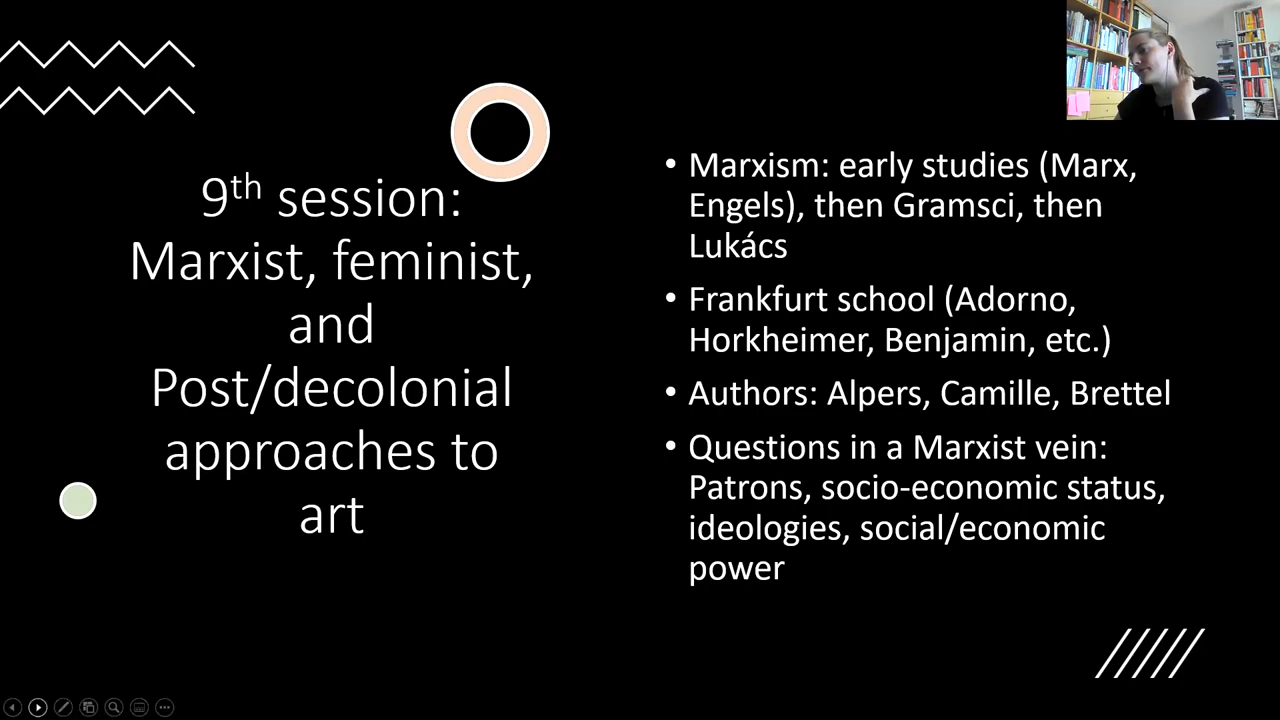 9th session:
Marxist, feminist,
and
Post/decolonial
approaches to
art
• Marxism: early studies (Marx,
Engels), then Gramsci, then
Lukács
• Frankfurt school (Adorno,
Horkheimer, Benjamin, etc.)
• Authors: Alpers, Camille, Brettel
• Questions in a Marxist vein:
Patrons, socio-economic status,
ideologies, social/economic
power